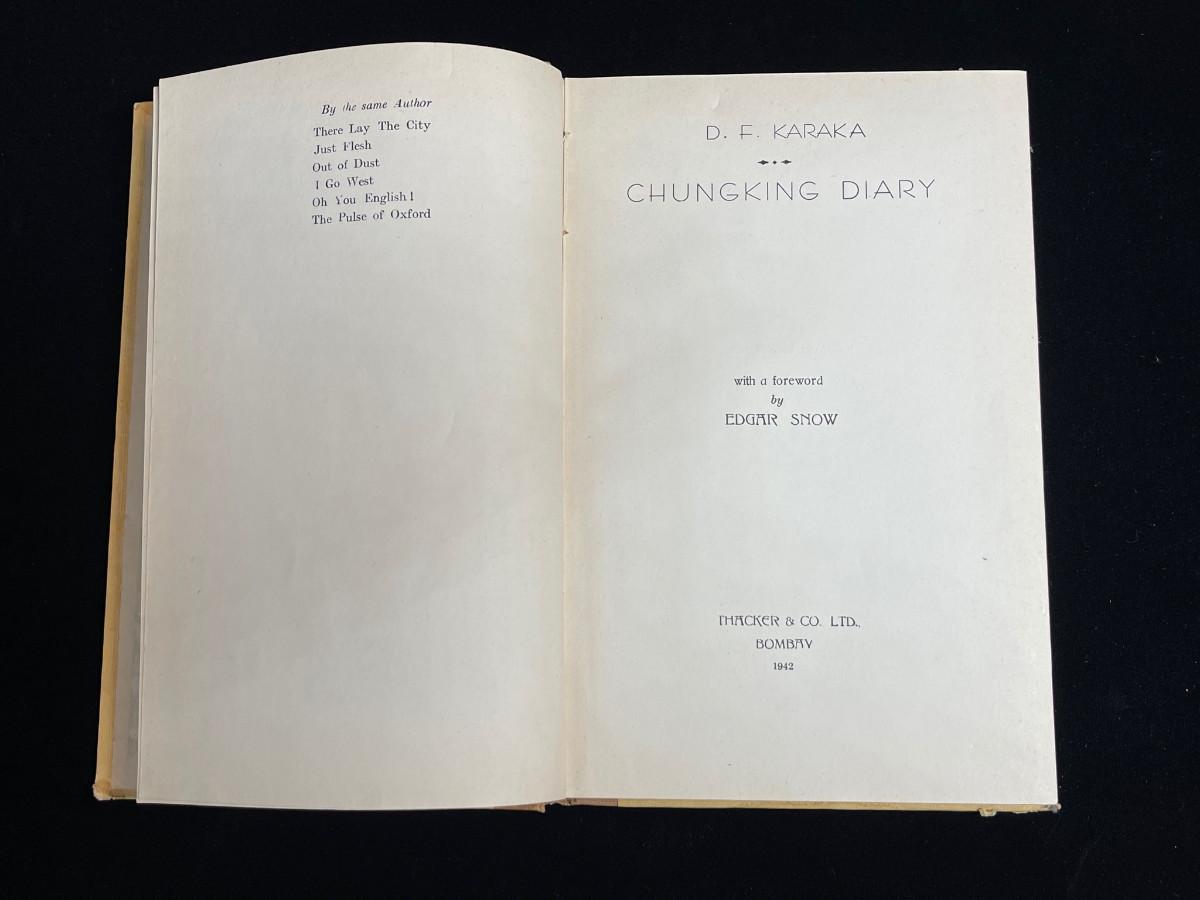 By the same Author
There Lay The City
Just Flesh
Out of Dust
I Go West
Oh You English!
The Pulse of Oxford
D. F. KARAKA
CHUNGKING DIARY
with a foreword
by
EDGAR SNOW
THACKER & CO. LTD.,
BOMBAY
1942